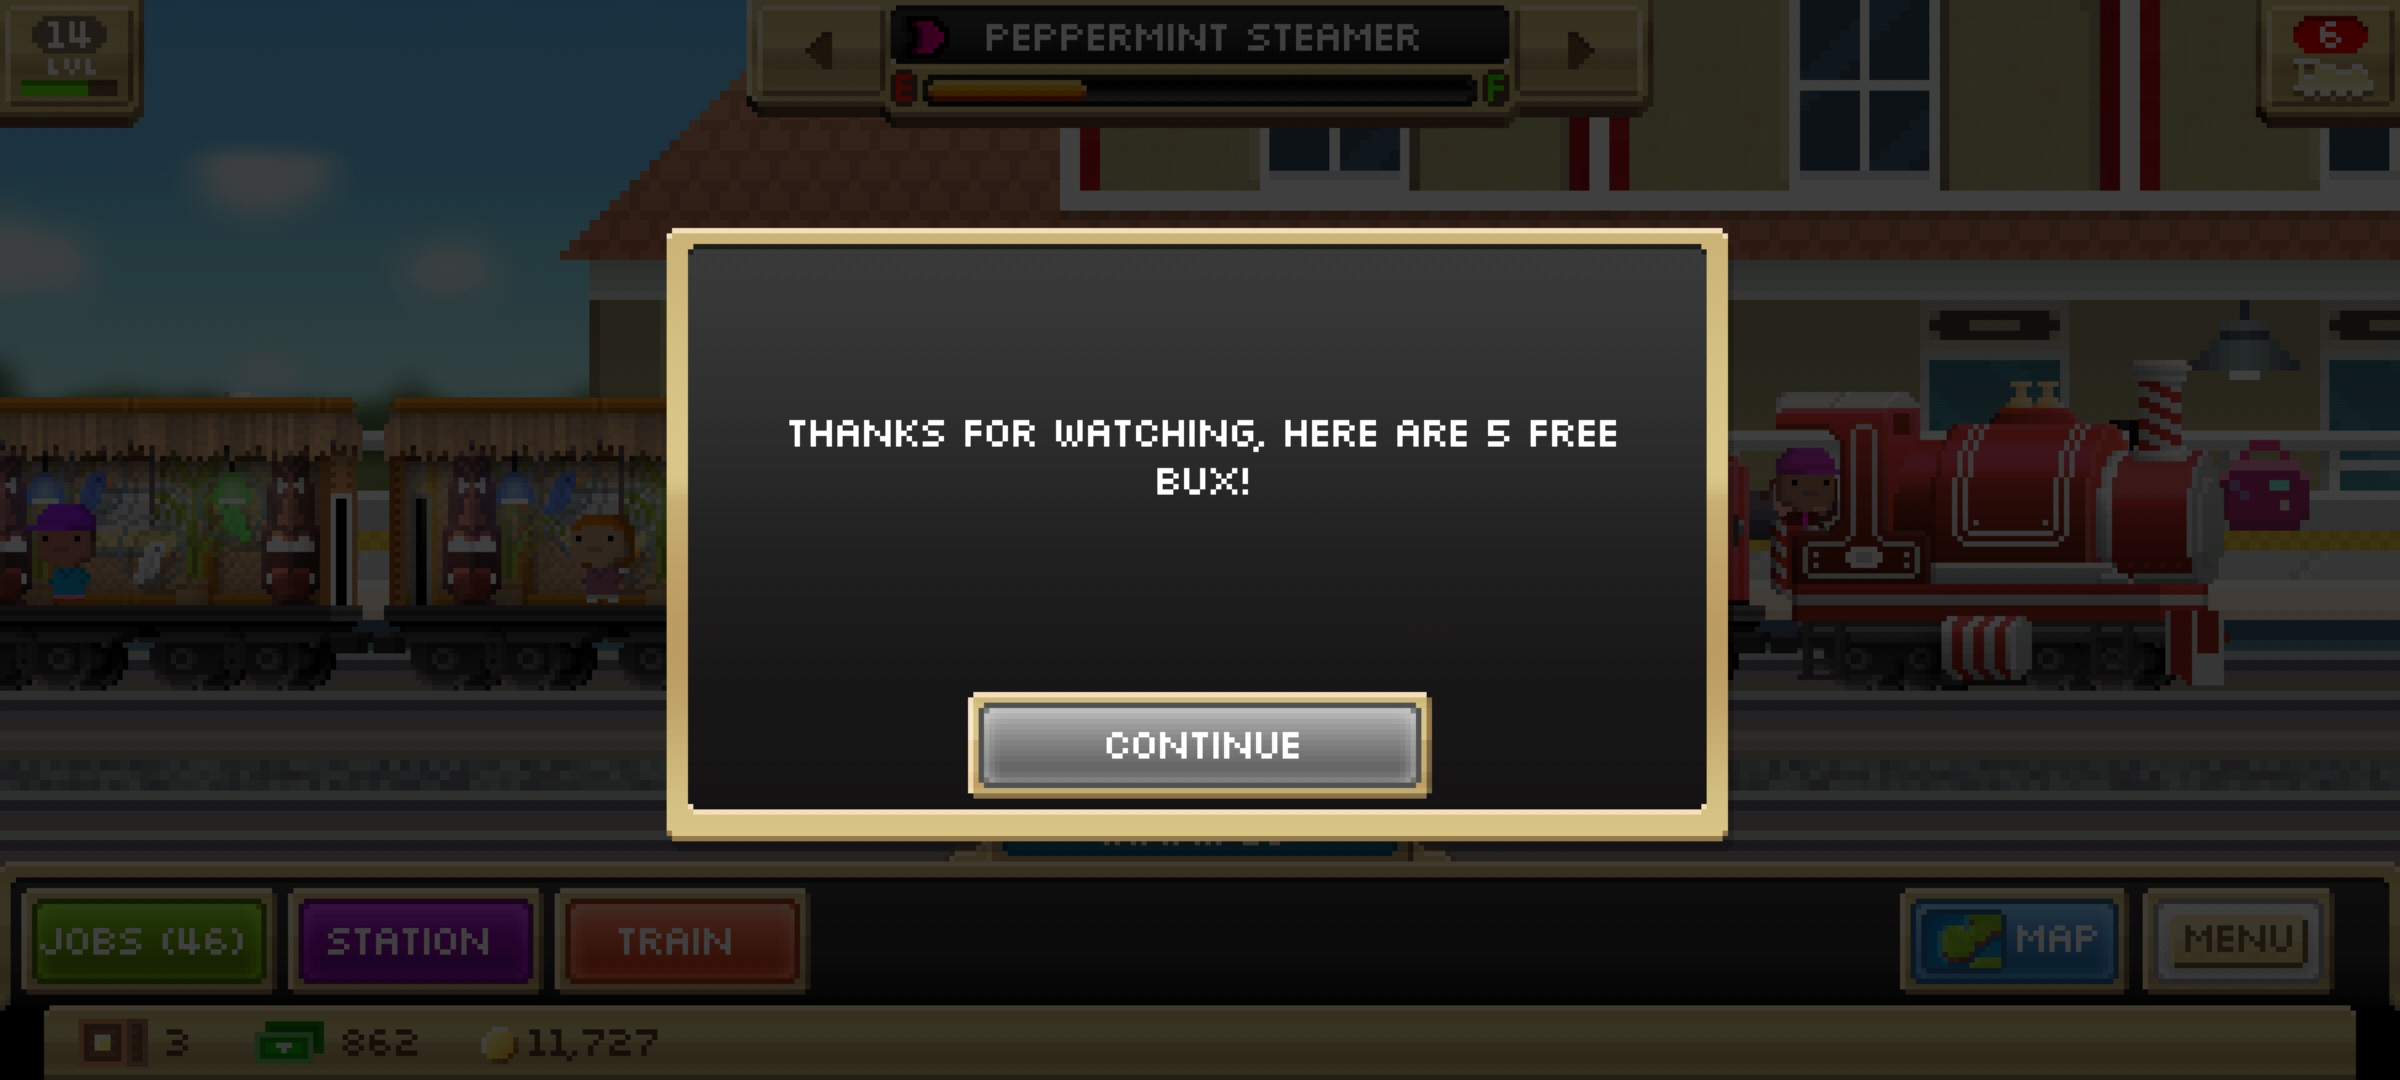 14
LVL
PEPPERMINT STEAMER
E
F
6
THANKS FOR WATCHING, HERE ARE 5 FREE
BUX!
CONTINUE
JOBS (46)
STATION
TRAIN
MAP
MENU
3
862
11,727